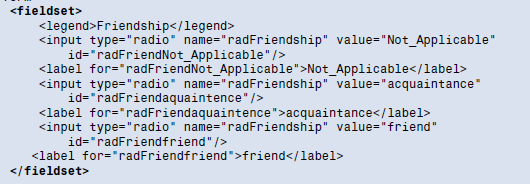 <fieldset>
<legend>Friendship</legend>
<input type="radio" name="radFriendship" value="Not_Applicable"
id="radFriendNot_Applicable"/>
<label for="radFriendNot_Applicable">Not_Applicable</label>
<input type="radio" name="radFriendship" value="acquaintance"
id="radFriendaquaintence"/>
<label for="radFriendaquaintence">acquaintance</label>
<input type="radio" name="radFriendship" value="friend"
id="radFriendfriend"/>
<label for="radFriendfriend">friend</label>
</fieldset>